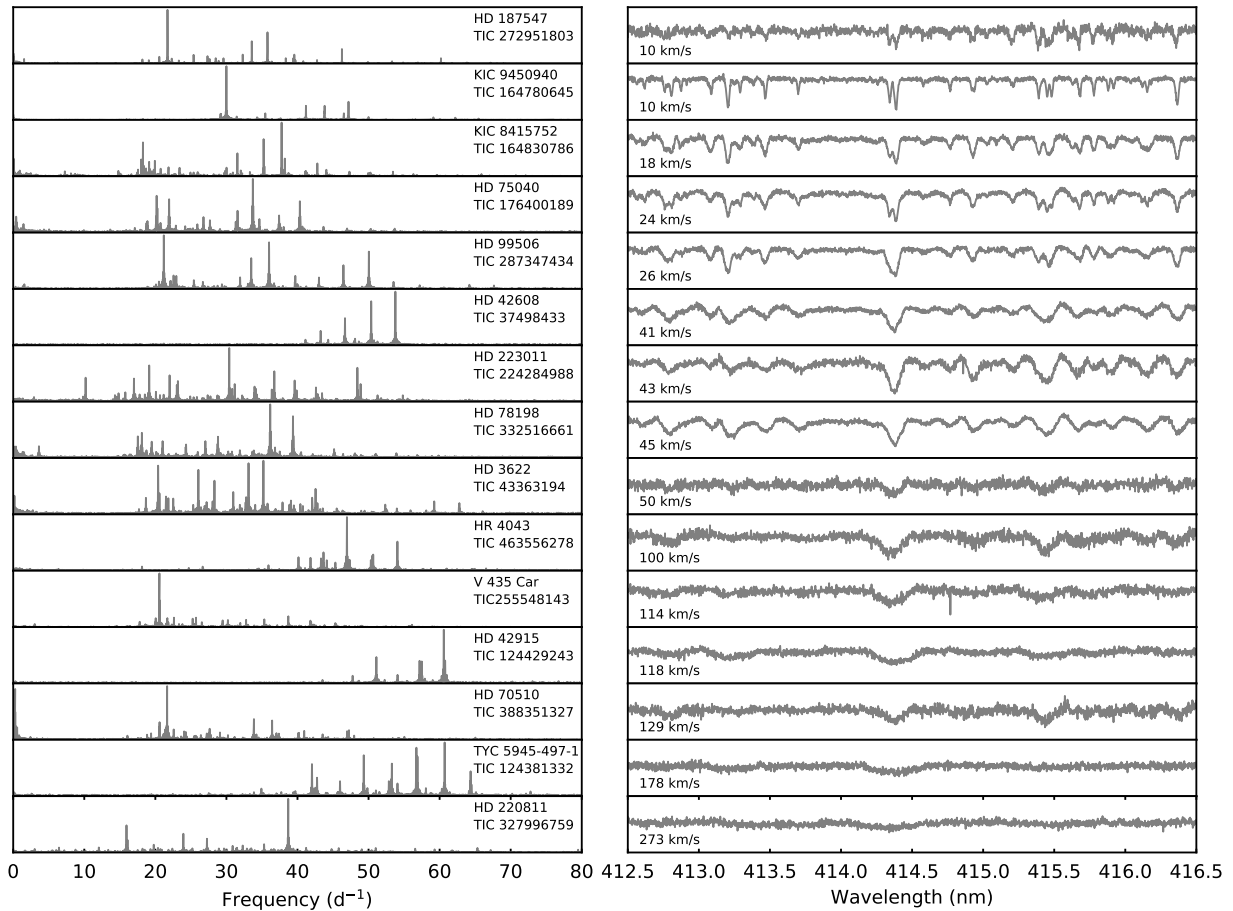 HD 187547
TIC 272951803
10 km/s
KIC 9450940
TIC 164780645
10 km/s
KIC 8415752
TIC 164830786
18 km/s
HD 75040
TIC 176400189
24 km/s
HD 99506
TIC 287347434
26 km/s
HD 42608
TIC 37498433
41 km/s
HD 223011
TIC 224284988
43 km/s
HD 78198
TIC 332516661
45 km/s
HD 3622
TIC 43363194
50 km/s
HR 4043
TIC 463556278
100 km/s
V 435 Car
TIC255548143
114 km/s
HD 42915
TIC 124429243
118 km/s
HD 70510
TIC 388351327
129 km/s
TYC 5945-497-1
TIC 124381332
178 km/s
HD 220811
TIC 327996759
273 km/s
0 10 20 30 40 50 60 70 80
412.5 413.0 413.5 414.0 414.5 415.0 415.5 416.0 416.5
Frequency (d⁻¹)
Wavelength (nm)